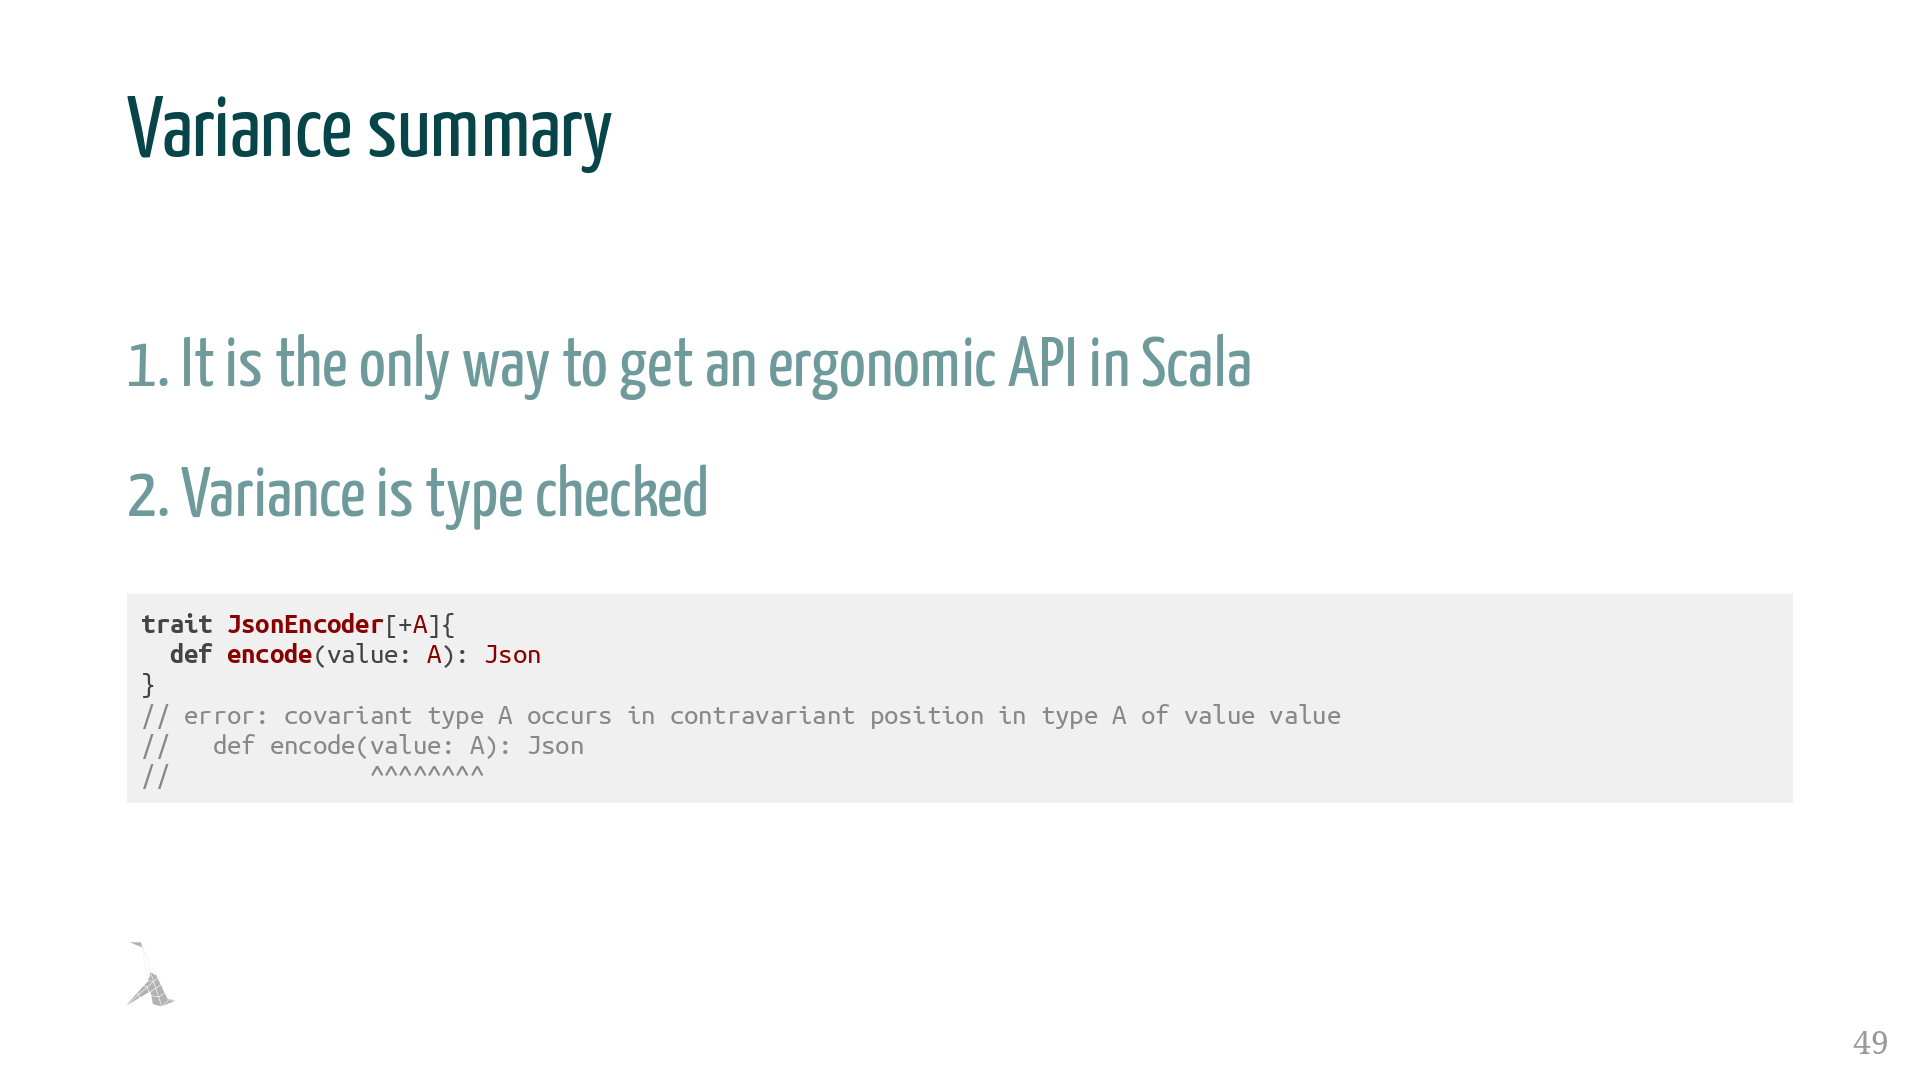 Variance summary
1. It is the only way to get an ergonomic API in Scala
2. Variance is type checked
trait JsonEncoder[+A]{
  def encode(value: A): Json
}
// error: covariant type A occurs in contravariant position in type A of value value
//   def encode(value: A): Json
//              ^^^^^^^^
49